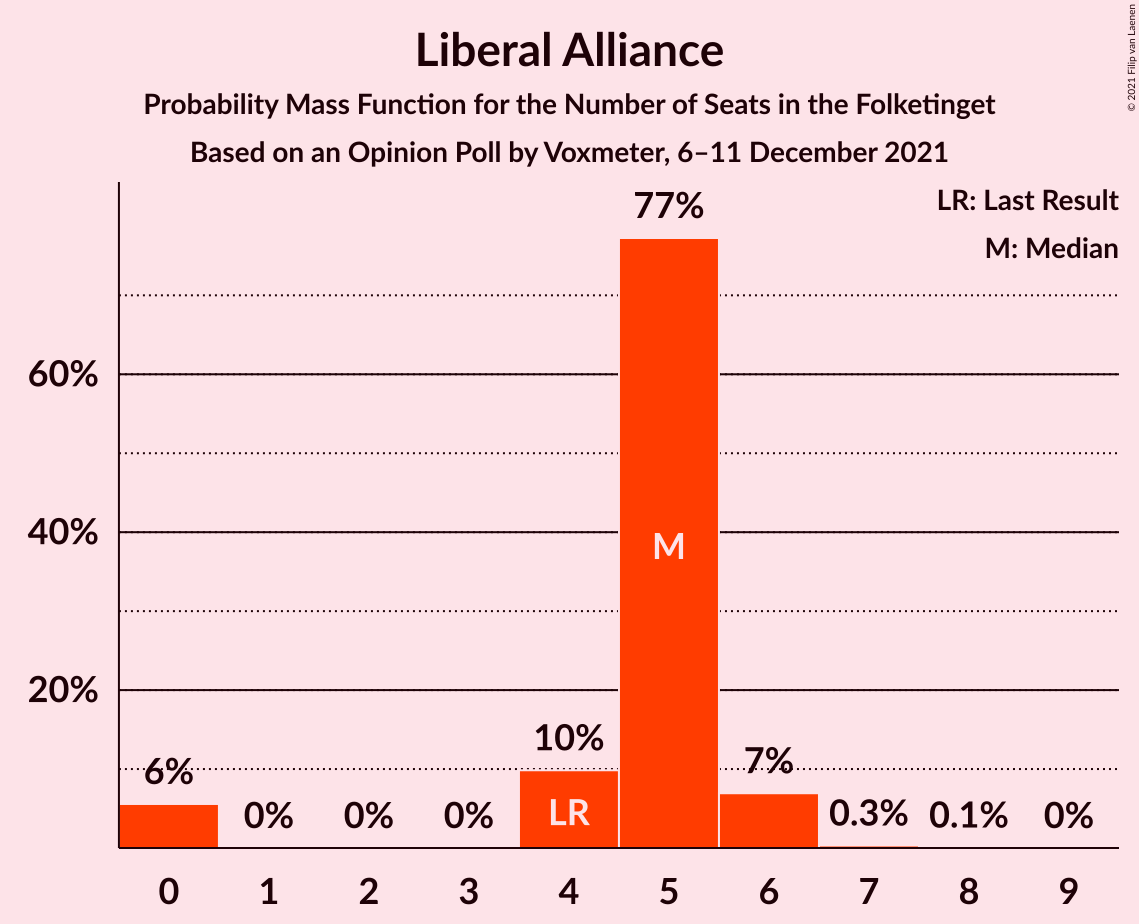 Liberal Alliance
Probability Mass Function for the Number of Seats in the Folketinget
Based on an Opinion Poll by Voxmeter, 6–11 December 2021
© 2021 Filip van Laenen
LR: Last Result
M: Median
77%
60%
40%
M
20%
10%
6%
7%
0%
0%
0%
LR
0.3%
0.1%
0%
0 1 2 3 4 5 6 7 8 9